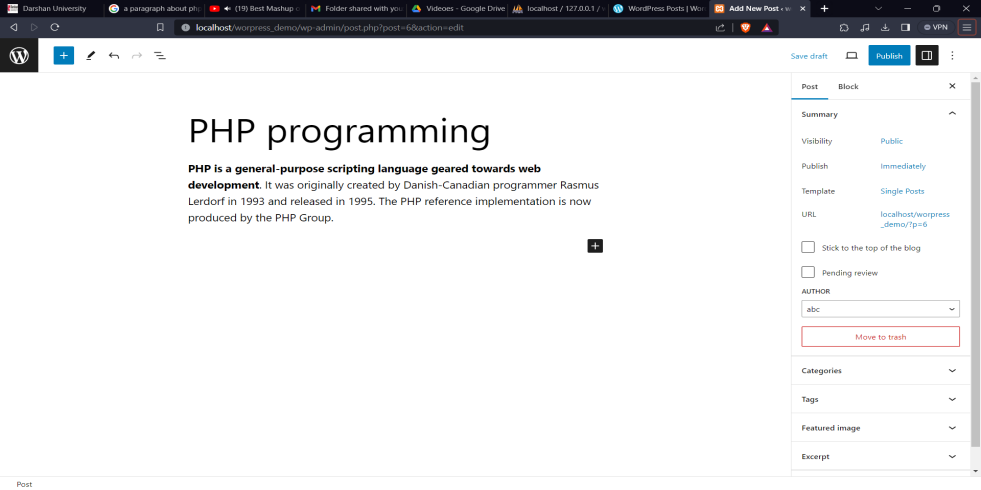 Darshan University
a paragraph about php
(19) Best Mashup
Folder shared with you
Videoes - Google Drive
localhost / 127.0.0.1 /
WordPress Posts | Wor
Add New Post ‹ w
localhost/worpress_demo/wp-admin/post.php?post=6&action=edit
VPN
Save draft
Publish
Post Block
Summary
Visibility Public
Publish Immediately
Template Single Posts
URL localhost/worpress
_demo/?p=6
Stick to the top of the blog
Pending review
AUTHOR
abc
Move to trash
Categories
Tags
Featured image
Excerpt
PHP programming
PHP is a general-purpose scripting language geared towards web
development. It was originally created by Danish-Canadian programmer Rasmus
Lerdorf in 1993 and released in 1995. The PHP reference implementation is now
produced by the PHP Group.
Post